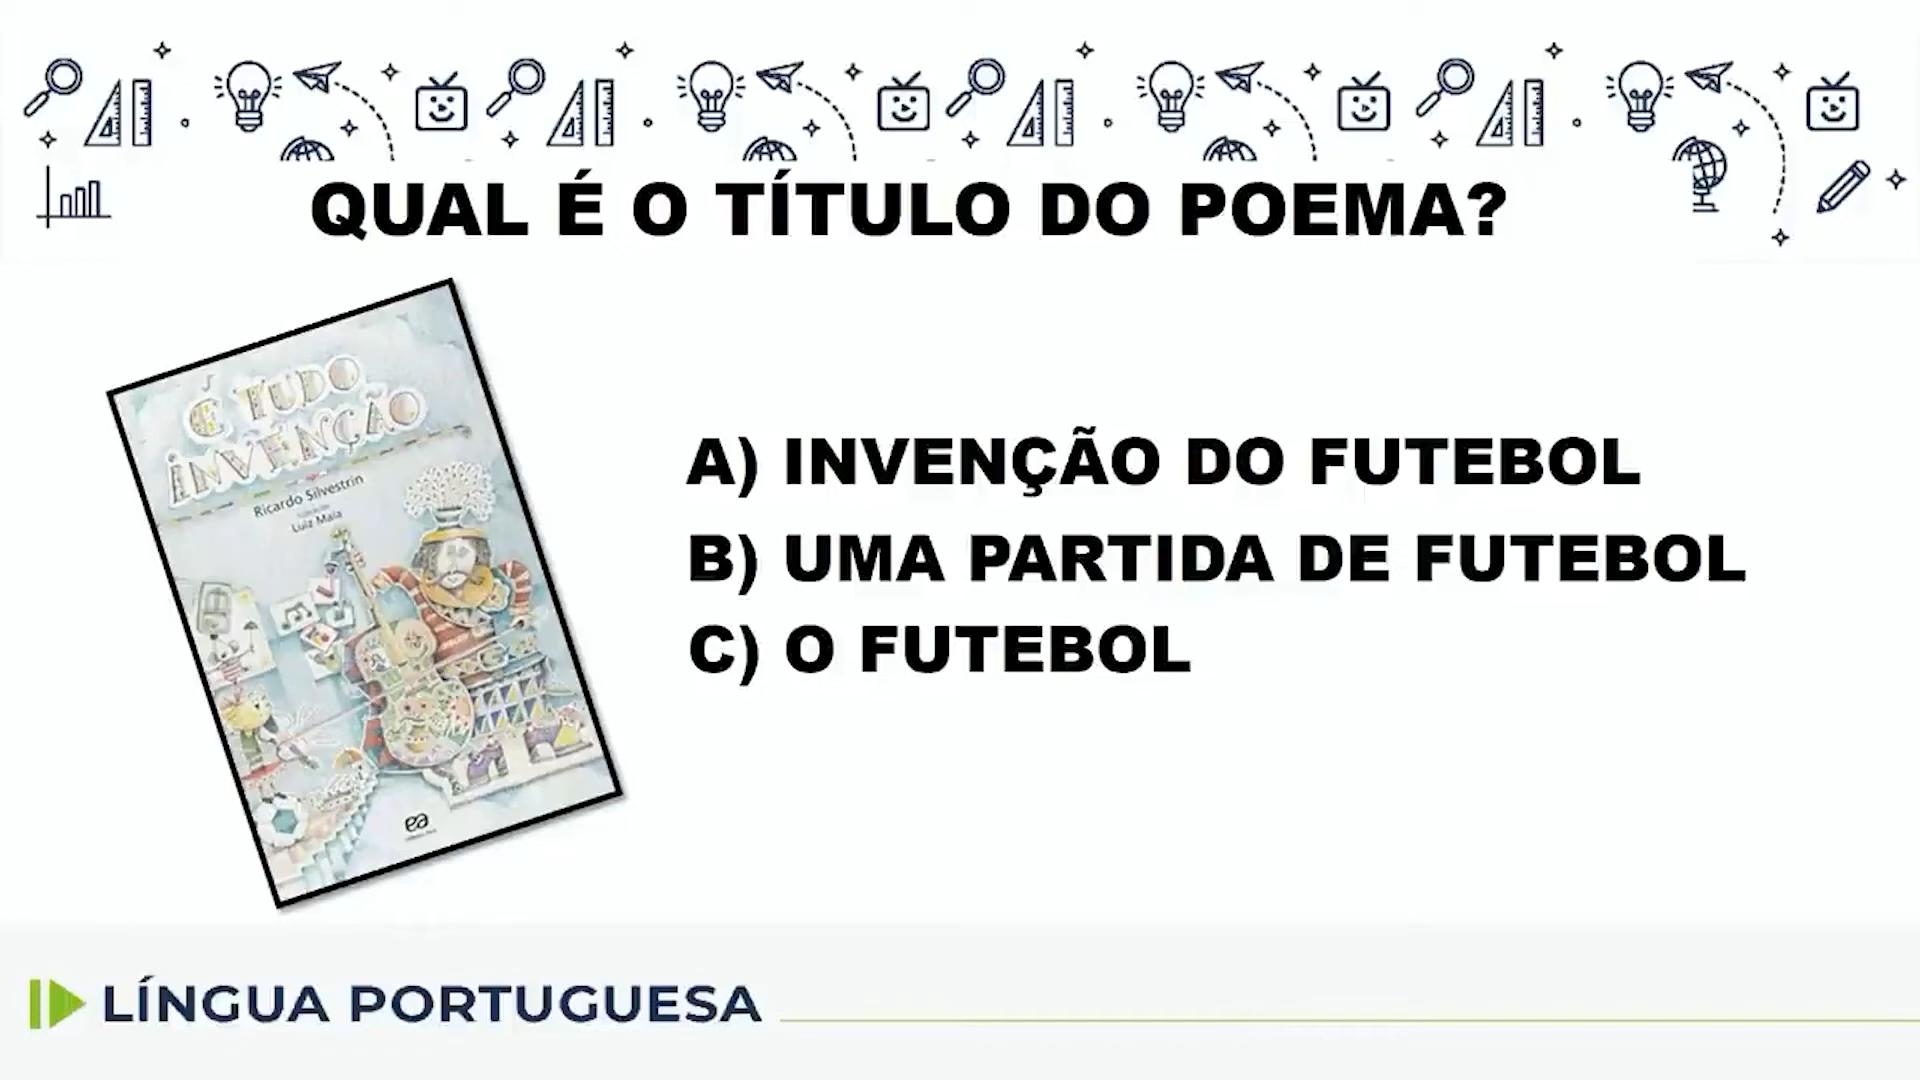 QUAL É O TÍTULO DO POEMA?
É TUDO
INVENÇÃO
Ricardo Silvestrin
Luiz Maia
ea
A) INVENÇÃO DO FUTEBOL
B) UMA PARTIDA DE FUTEBOL
C) O FUTEBOL
LÍNGUA PORTUGUESA